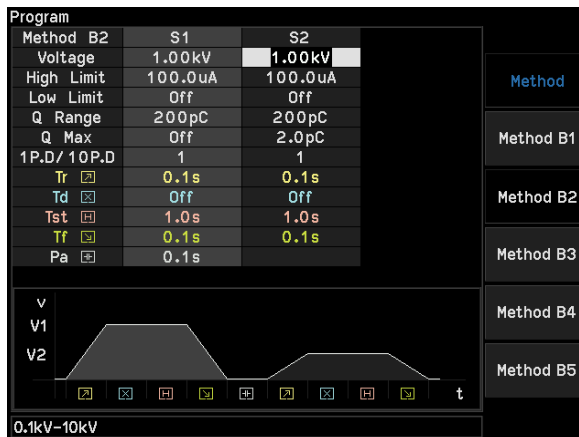 Program
Method B2 S1 S2
Voltage 1.00kV 1.00kV
High Limit 100.0uA 100.0uA
Low Limit Off Off
Q Range 200pC 200pC
Q Max Off 2.0pC
1P.D/10P.D 1 1
Tr 0.1s 0.1s
Td Off Off
Tst H 1.0s 1.0s
Tf 0.1s 0.1s
Pa 0.1s
V
V1
V2
H H t
0.1kV-10kV
Method
Method B1
Method B2
Method B3
Method B4
Method B5